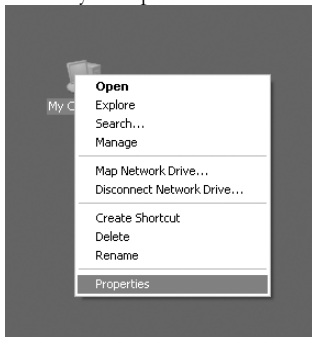 Open
My C
Explore
Search...
Manage
Map Network Drive...
Disconnect Network Drive...
Create Shortcut
Delete
Rename
Properties